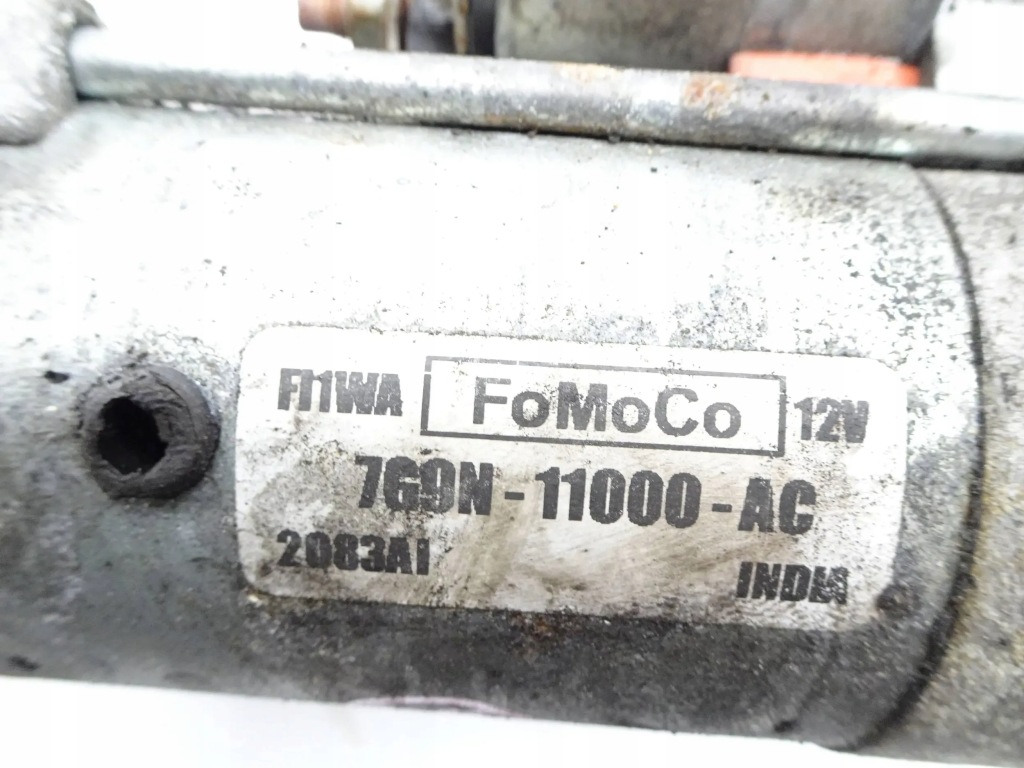 FI1WA FoMoCo 12V
7G9N-11000-AC
2083AI
INDIA